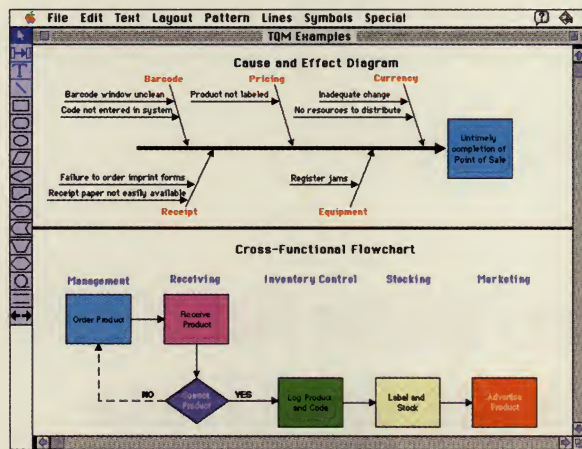 File Edit Text Layout Pattern Lines Symbols Special
TQM Examples
Cause and Effect Diagram
Barcode Pricing Currency
Barcode window unclean
Product not labeled
Inadequate change
Code not entered in system
No resources to distribute
Untimely
completion of
Point of Sale
Failure to order imprint forms
Register jams
Receipt paper not easily available
Receipt Equipment
Cross-Functional Flowchart
Management Receiving Inventory Control Stocking Marketing
Order Product
Receive
Product
NO
Product
YES
Log Product
and Code
Label and
Stock
Advertise
Product